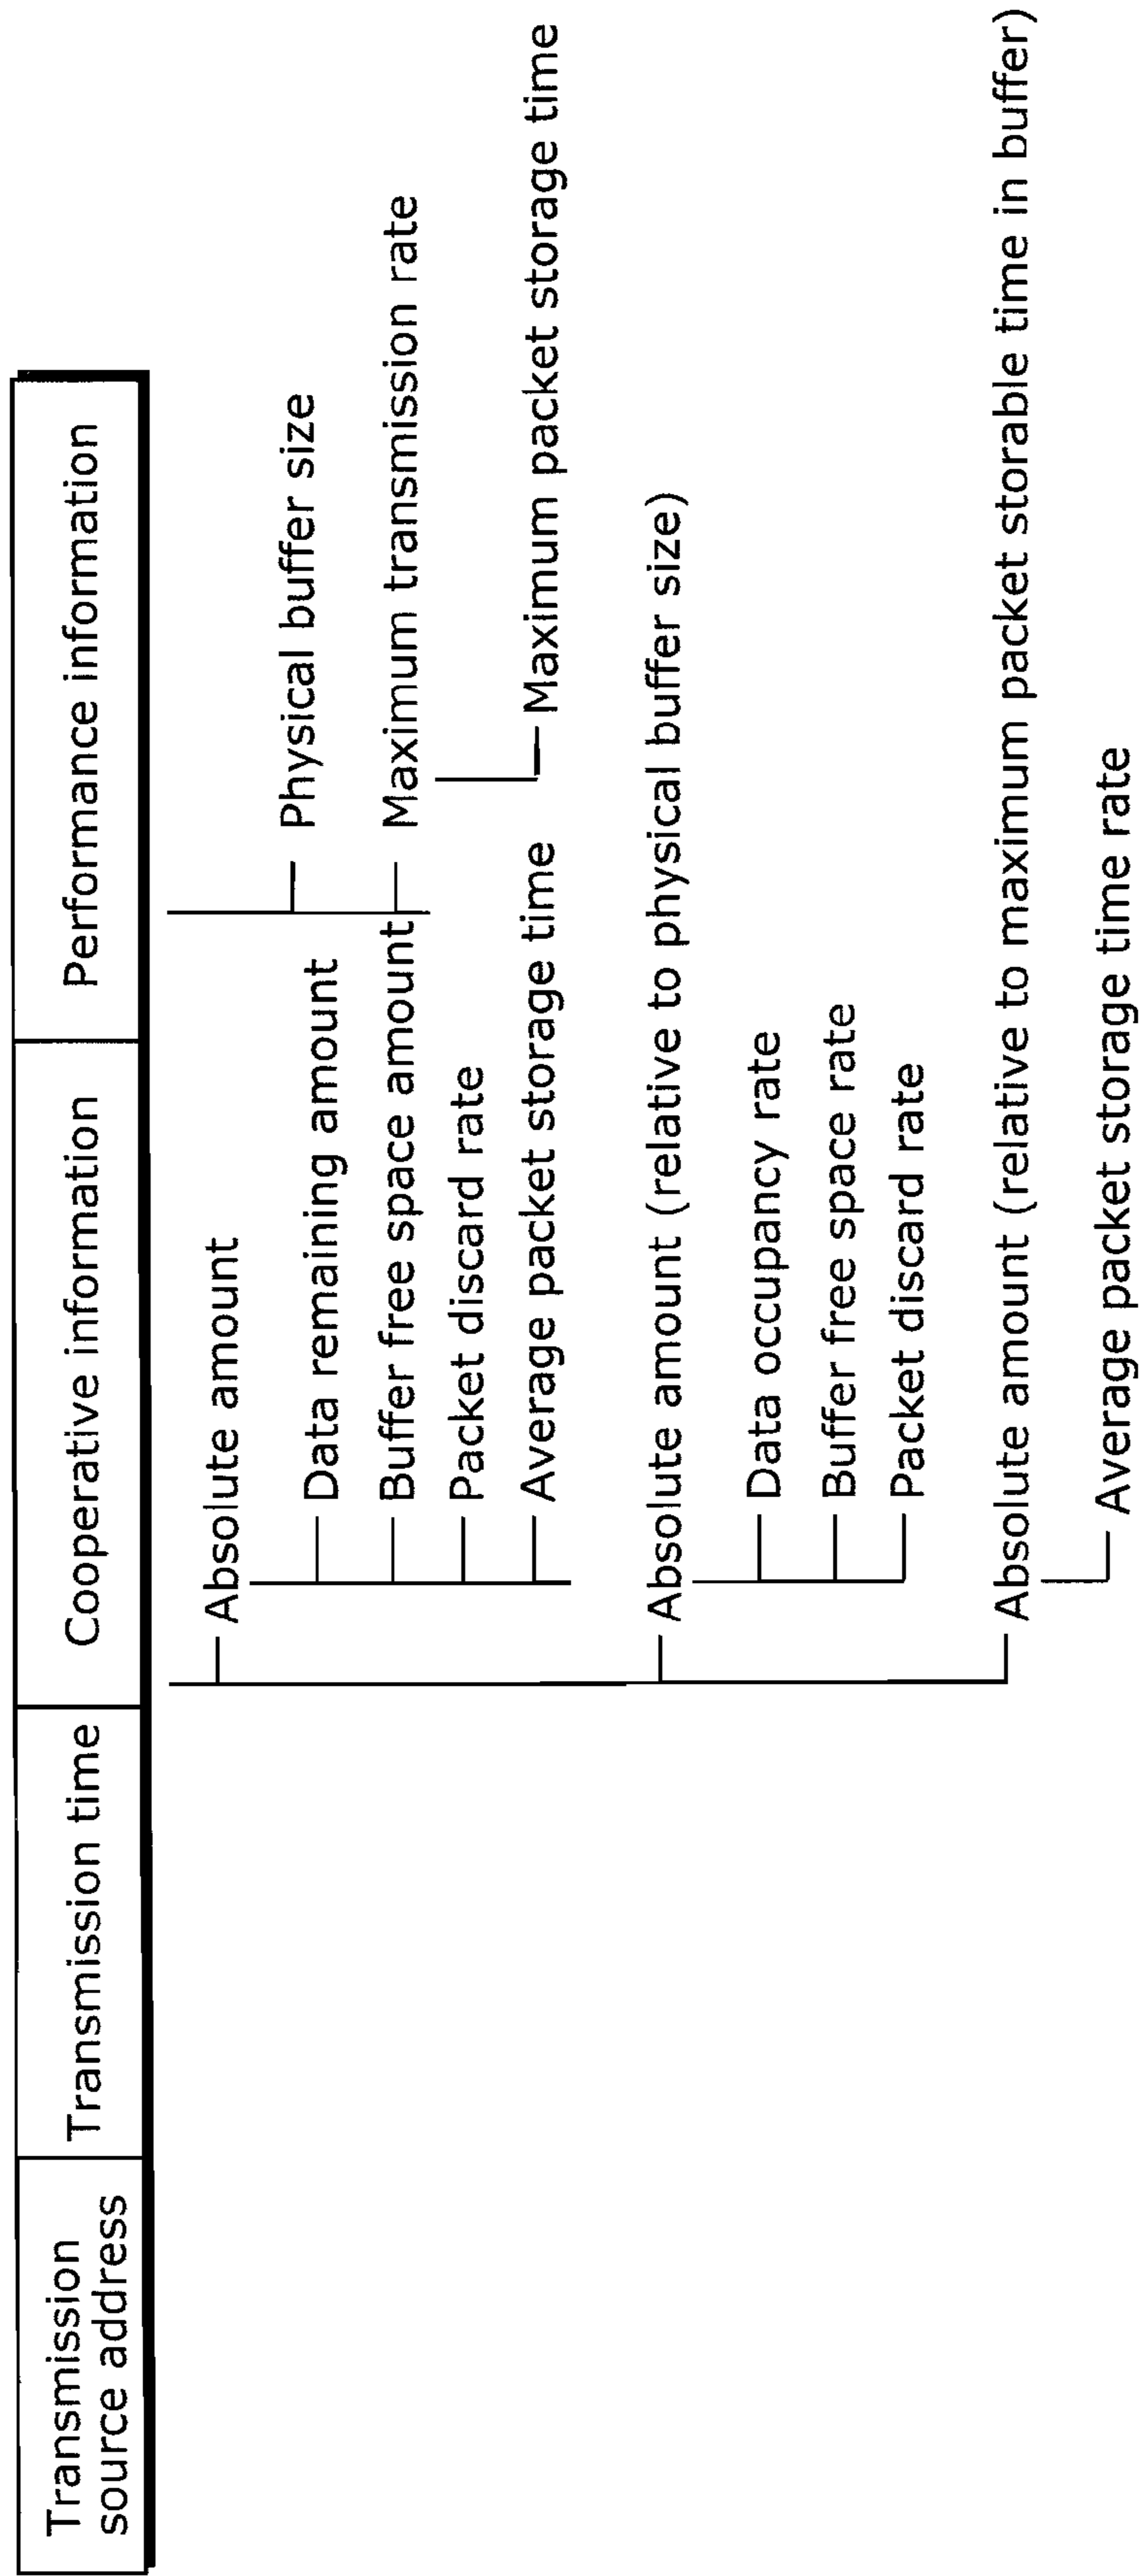 Transmission
source address
Transmission time
Cooperative information
Performance information
Absolute amount
Data remaining amount
Buffer free space amount
Packet discard rate
Average packet storage time
Absolute amount (relative to physical buffer size)
Data occupancy rate
Buffer free space rate
Packet discard rate
Absolute amount (relative to maximum packet storable time in buffer)
Average packet storage time rate
Physical buffer size
Maximum transmission rate
Maximum packet storage time